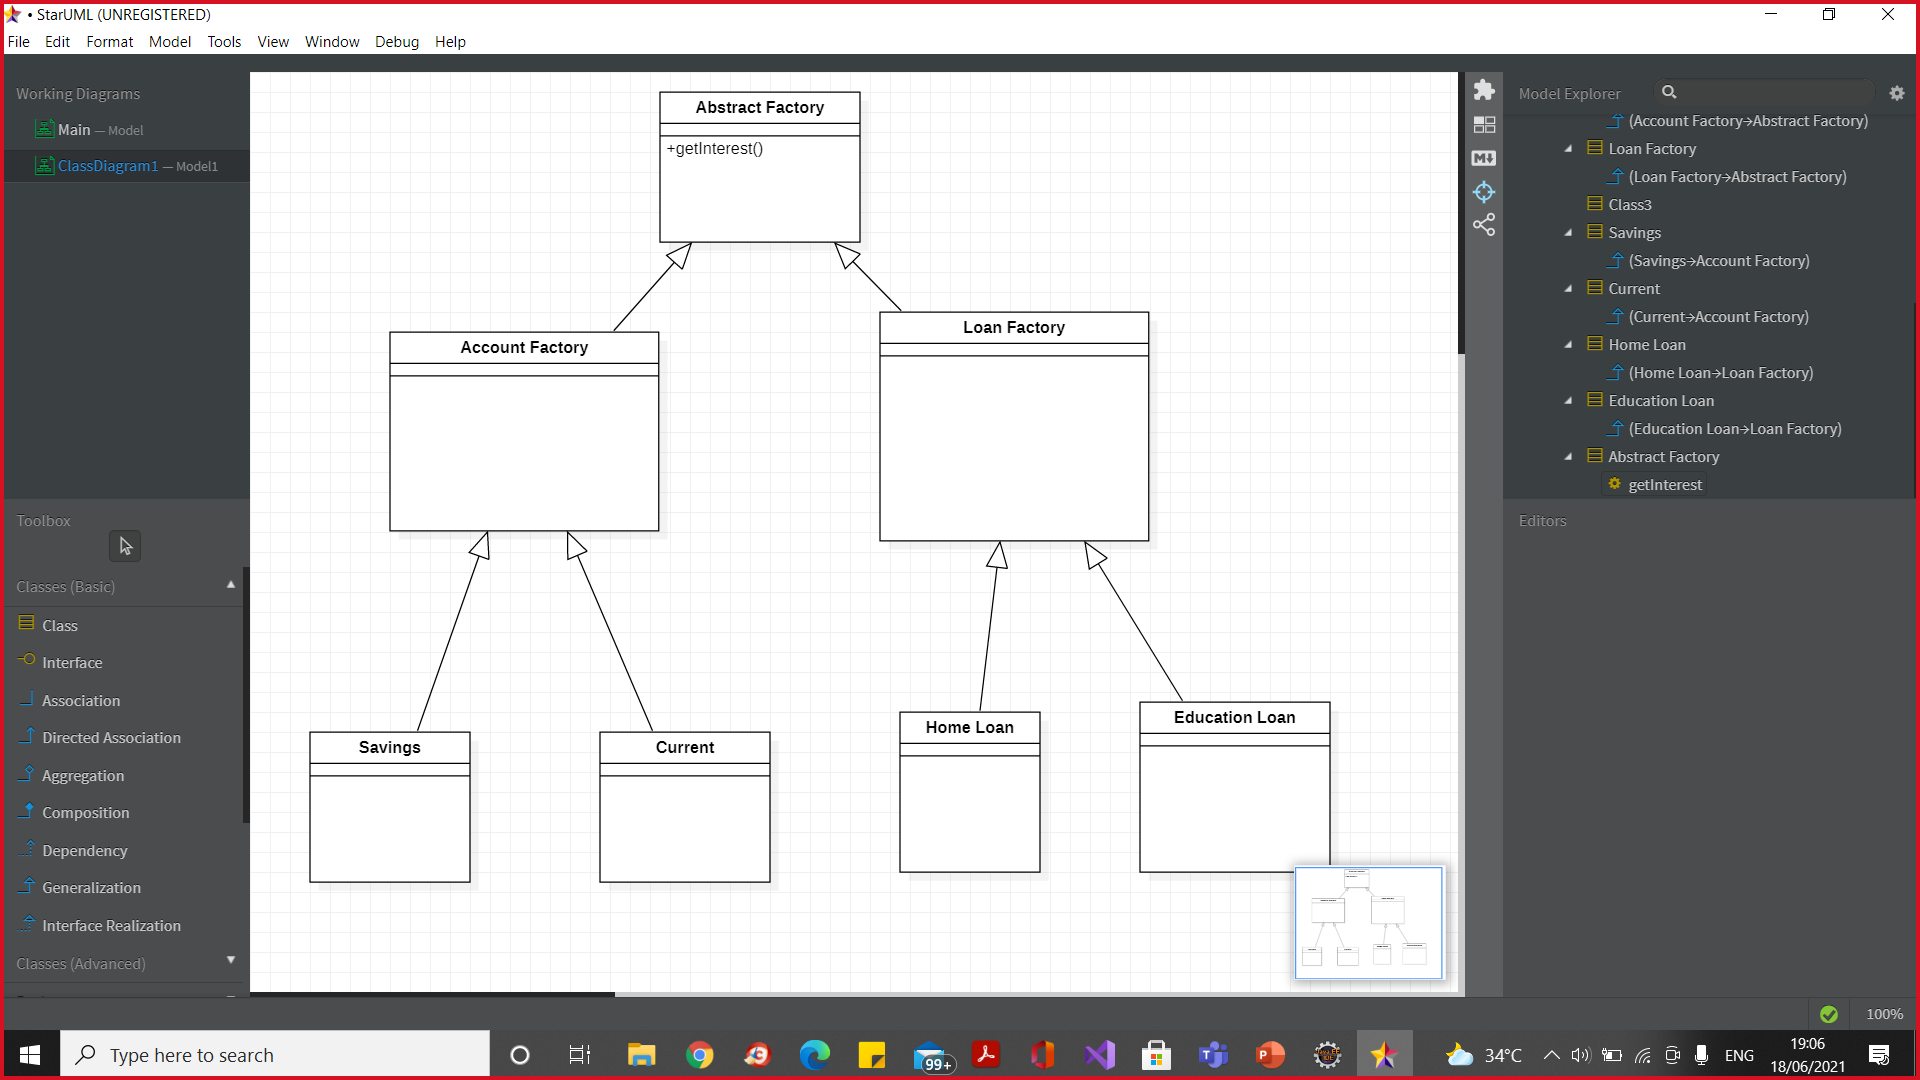 • StarUML (UNREGISTERED)
File Edit Format Model Tools View Window Debug Help
Working Diagrams
Main — Model
ClassDiagram1 — Model1
Toolbox
Classes (Basic)
Class
Interface
Association
Directed Association
Aggregation
Composition
Dependency
Generalization
Interface Realization
Classes (Advanced)
Abstract Factory
+getInterest()
Account Factory
Loan Factory
Savings
Current
Home Loan
Education Loan
M
Model Explorer
(Account Factory→Abstract Factory)
Loan Factory
(Loan Factory→Abstract Factory)
Class3
Savings
(Savings→Account Factory)
Current
(Current→Account Factory)
Home Loan
(Home Loan→Loan Factory)
Education Loan
(Education Loan→Loan Factory)
Abstract Factory
getInterest
Editors
100%
Type here to search
99+
34°C
ENG
19:06
18/06/2021